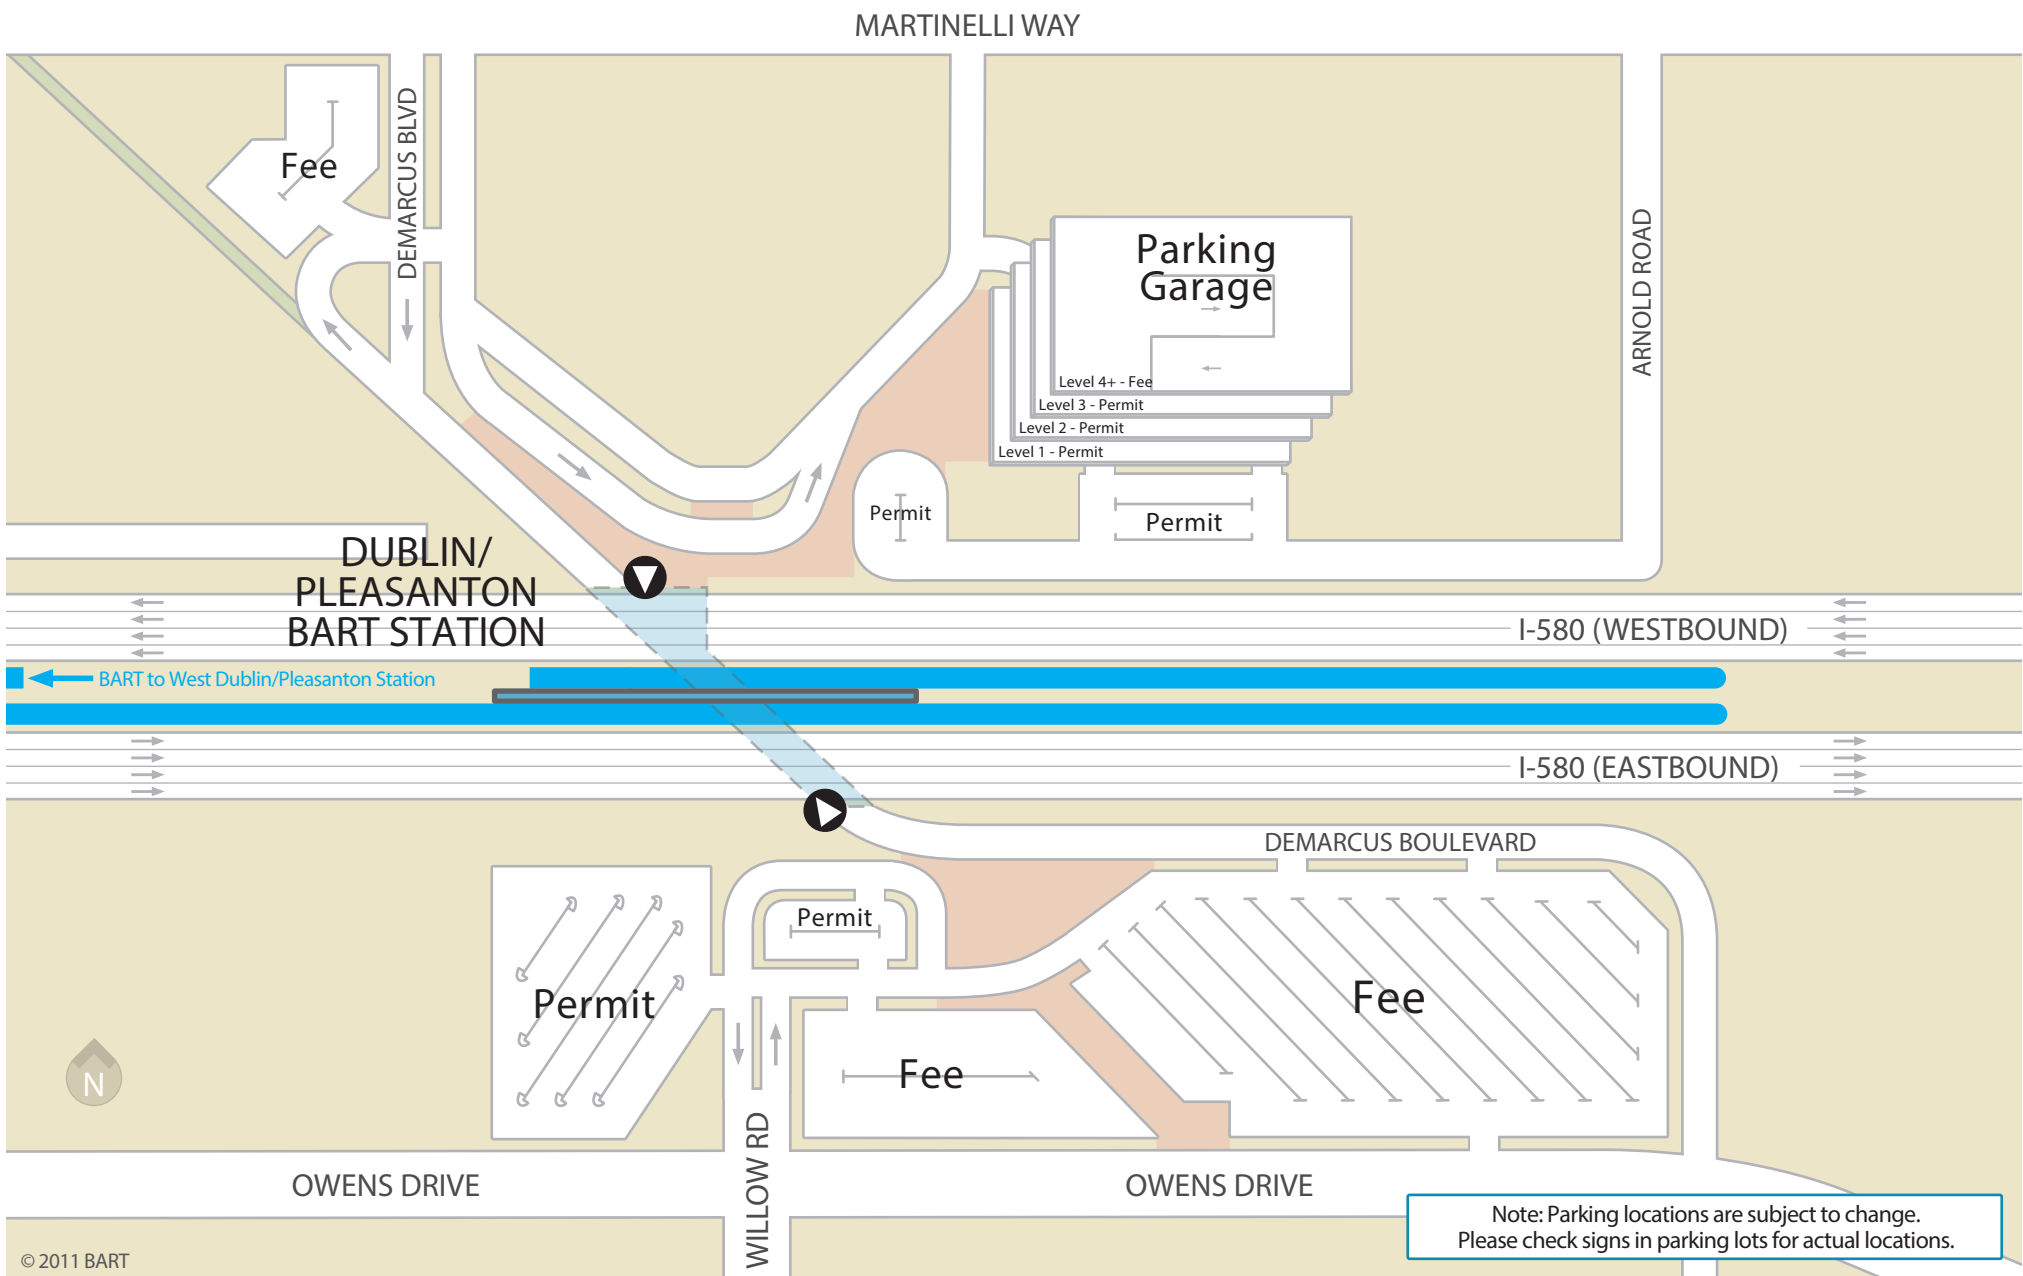 MARTINELLI WAY
DEMARCUS BLVD
Fee
Parking
Garage
Level 4+ - Fee
Level 3 - Permit
Level 2 - Permit
Level 1 - Permit
ARNOLD ROAD
Permit
Permit
DUBLIN/
PLEASANTON
BART STATION
I-580 (WESTBOUND)
BART to West Dublin/Pleasanton Station
I-580 (EASTBOUND)
DEMARCUS BOULEVARD
Permit
Permit
Fee
Fee
N
WILLOW RD
OWENS DRIVE
OWENS DRIVE
Note: Parking locations are subject to change.
Please check signs in parking lots for actual locations.
© 2011 BART